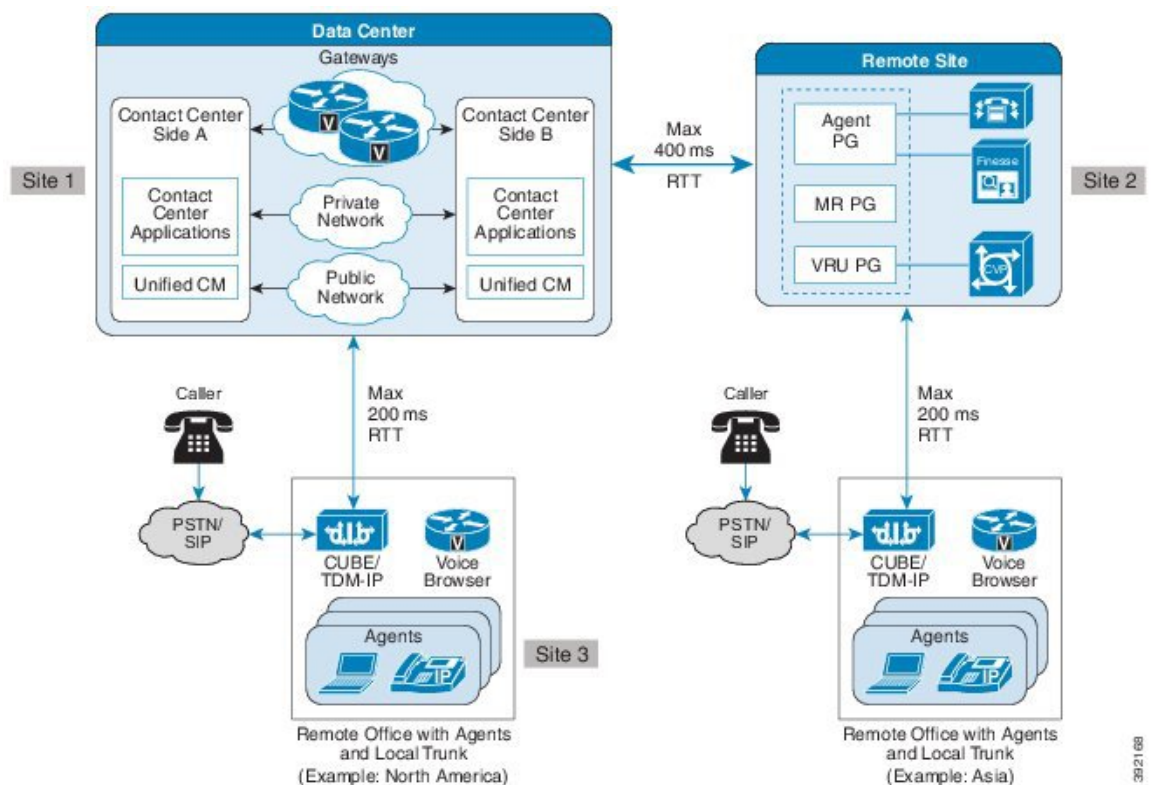 Data Center
Gateways
Contact Center
Side A
Contact Center
Side B
V
V
Contact
Center
Applications
Private
Network
Contact
Center
Applications
Unified CM
Public
Network
Unified CM
Site 1
Max
400 ms
RTT
Remote Site
Agent
PG
Finesse
MR PG
VRU PG
CVP
Site 2
Caller
Max
200 ms
RTT
PSTN/
SIP
CUBE/
TDM-IP
V
Voice
Browser
Agents
IP
Site 3
Remote Office with Agents
and Local Trunk
(Example: North America)
Caller
Max
200 ms
RTT
PSTN/
SIP
CUBE/
TDM-IP
V
Voice
Browser
Agents
IP
Remote Office with Agents
and Local Trunk
(Example: Asia)
392168